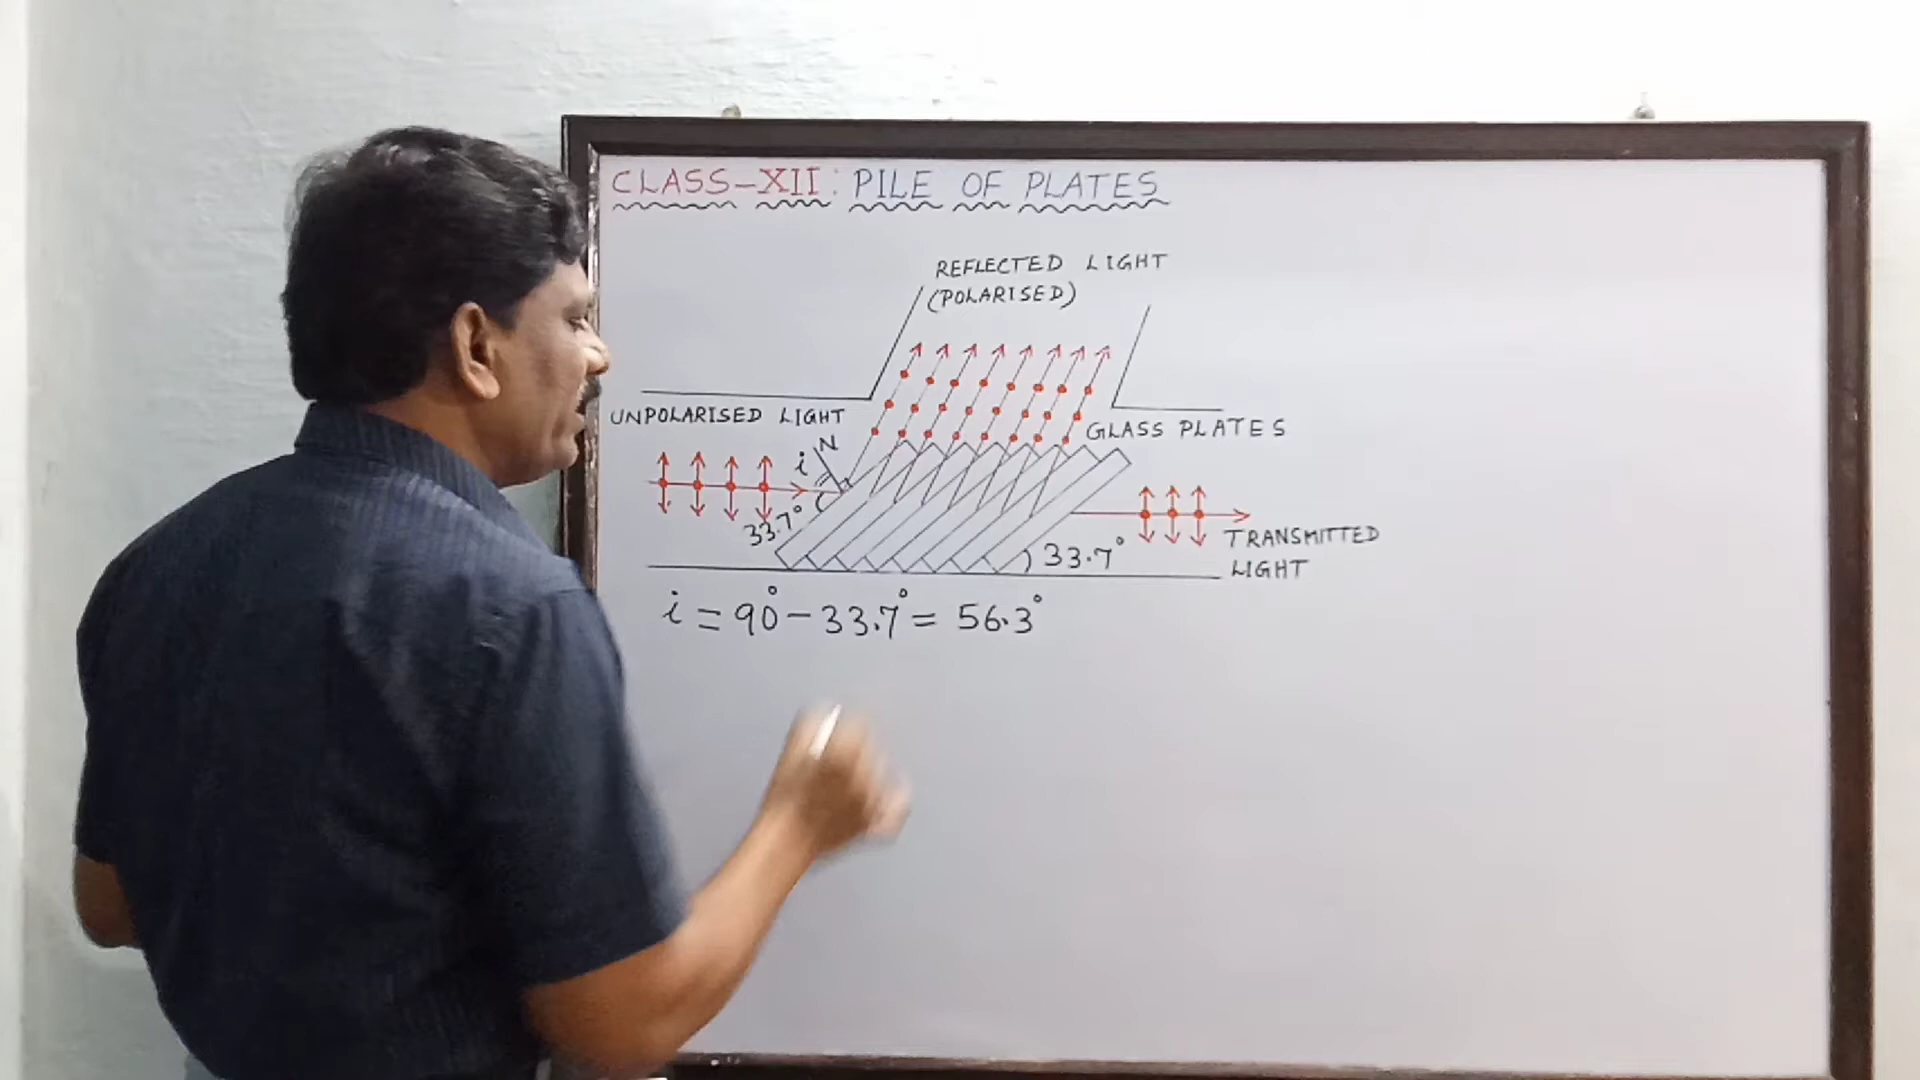 CLASS-XII: PILE OF PLATES
REFLECTED LIGHT
(POLARISED)
UNPOLARISED LIGHT
GLASS PLATES
N
i
33.7°
33.7°
TRANSMITTED
LIGHT
i = 90° - 33.7° = 56.3°